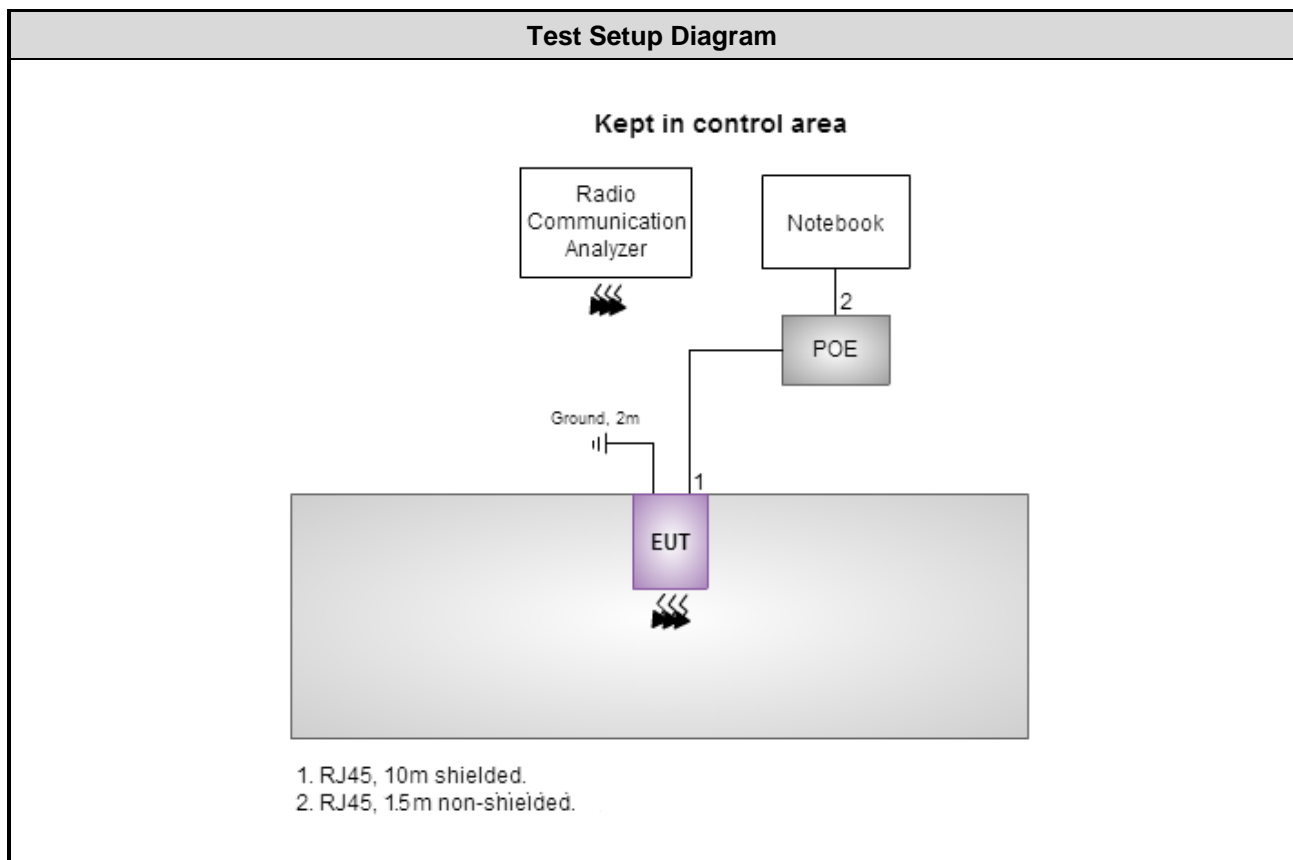 Test Setup Diagram
Kept in control area
Radio
Communication
Analyzer
Notebook
2
POE
Ground, 2m
1
EUT
1. RJ45, 10m shielded.
2. RJ45, 1.5m non-shielded.